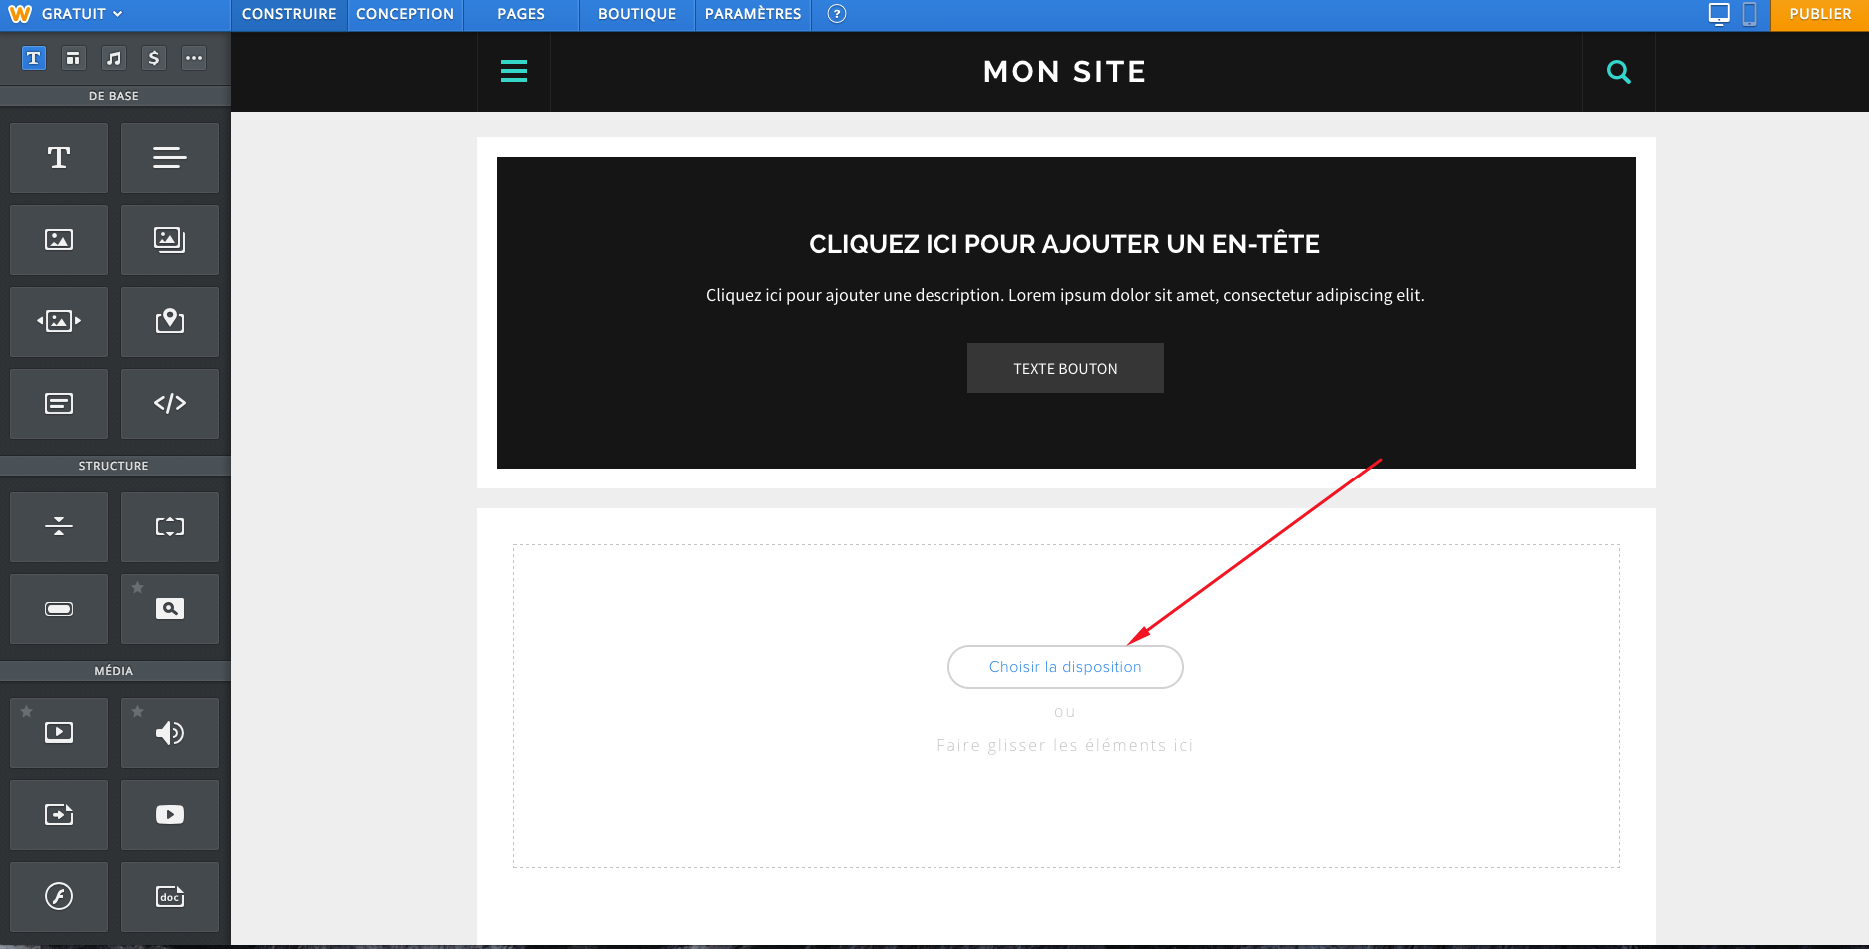 GRATUIT
CONSTRUIRE
CONCEPTION
PAGES
BOUTIQUE
PARAMÈTRES
?
PUBLIER
T
$
DE BASE
T
</>
STRUCTURE
MÉDIA
doc
MON SITE
CLIQUEZ ICI POUR AJOUTER UN EN-TÊTE
Cliquez ici pour ajouter une description. Lorem ipsum dolor sit amet, consectetur adipiscing elit.
TEXTE BOUTON
Choisir la disposition
ou
Faire glisser les éléments ici